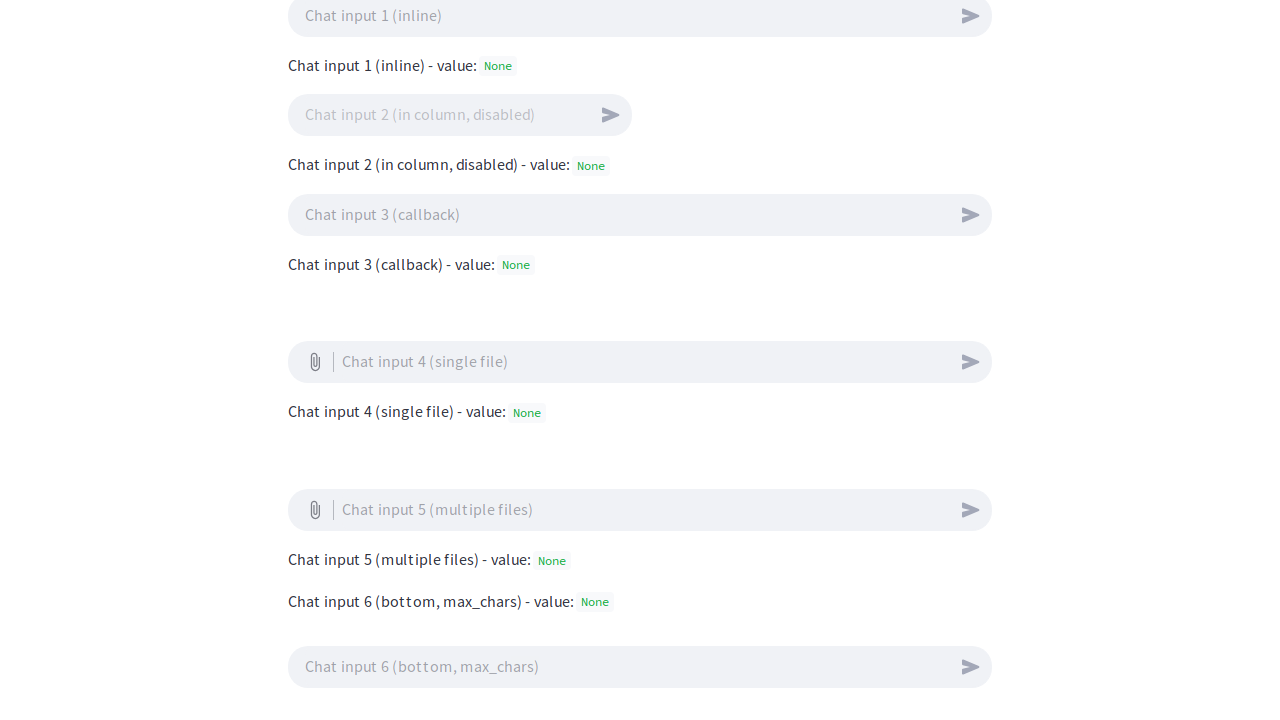 Chat input 1 (inline)
Chat input 1 (inline) - value: None
Chat input 2 (in column, disabled)
Chat input 2 (in column, disabled) - value: None
Chat input 3 (callback)
Chat input 3 (callback) - value: None
Chat input 4 (single file)
Chat input 4 (single file) - value: None
Chat input 5 (multiple files)
Chat input 5 (multiple files) - value: None
Chat input 6 (bottom, max_chars) - value: None
Chat input 6 (bottom, max_chars)